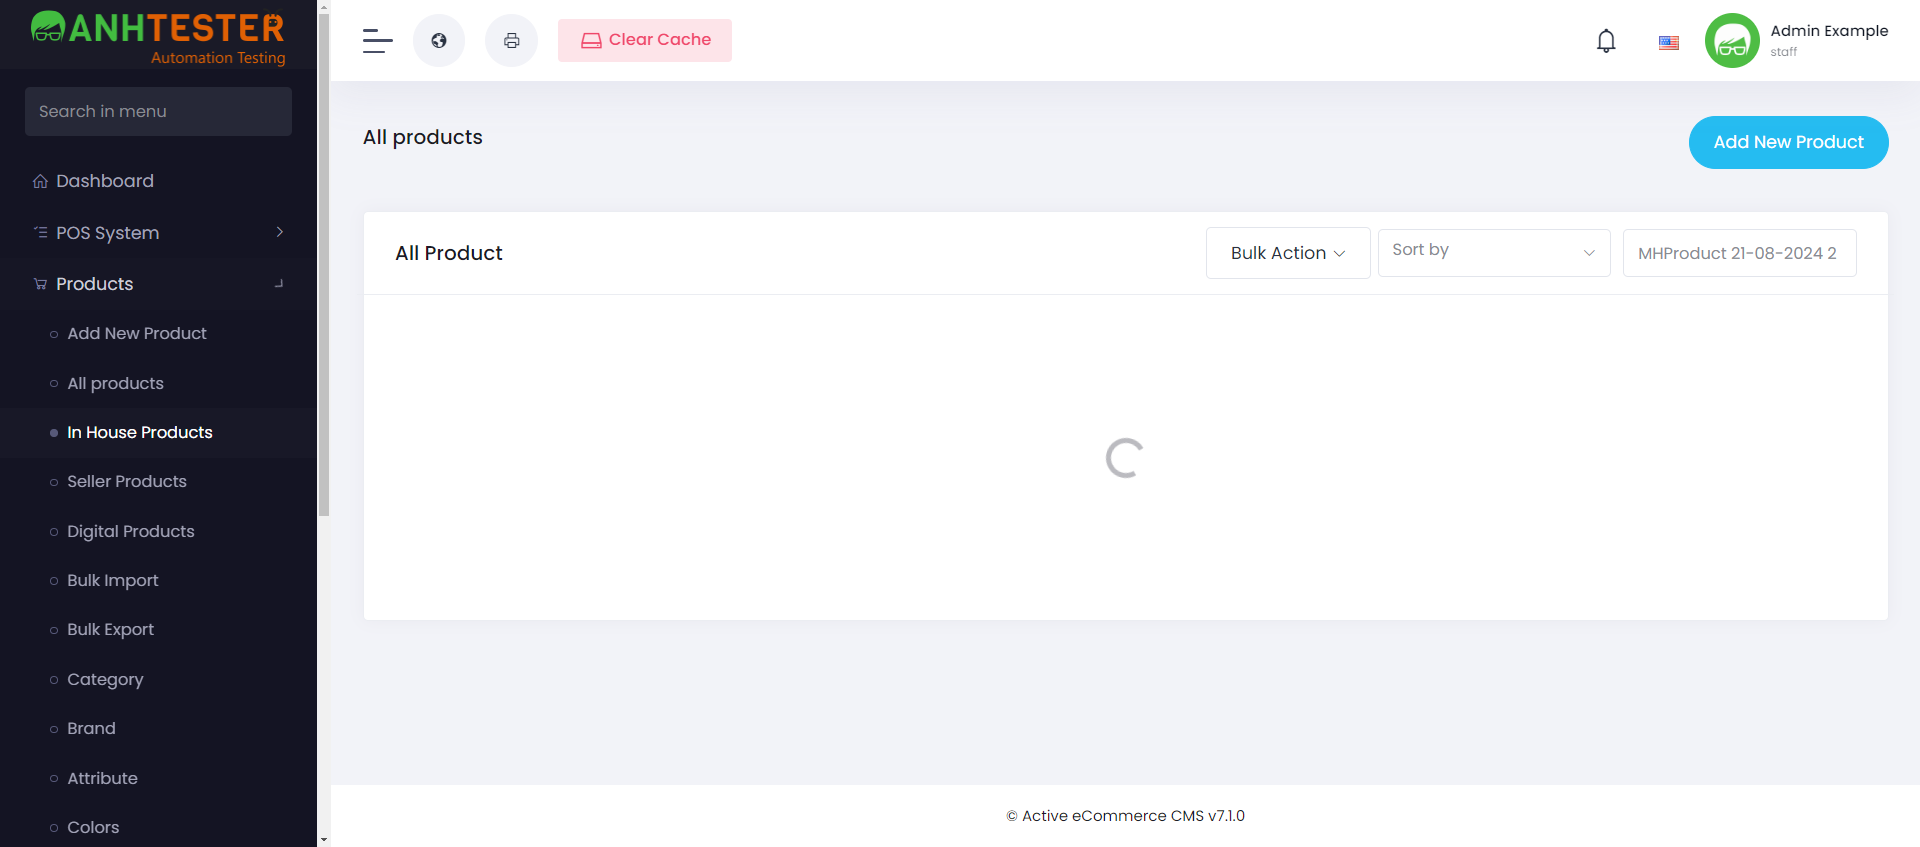 ANHTESTER
Automation Testing
Search in menu
Dashboard
POS System
Products
Add New Product
All products
In House Products
Seller Products
Digital Products
Bulk Import
Bulk Export
Category
Brand
Attribute
Colors
Clear Cache
Admin Example
staff
All products
Add New Product
All Product
Bulk Action
Sort by
MHProduct 21-08-2024 2
© Active eCommerce CMS v7.1.0